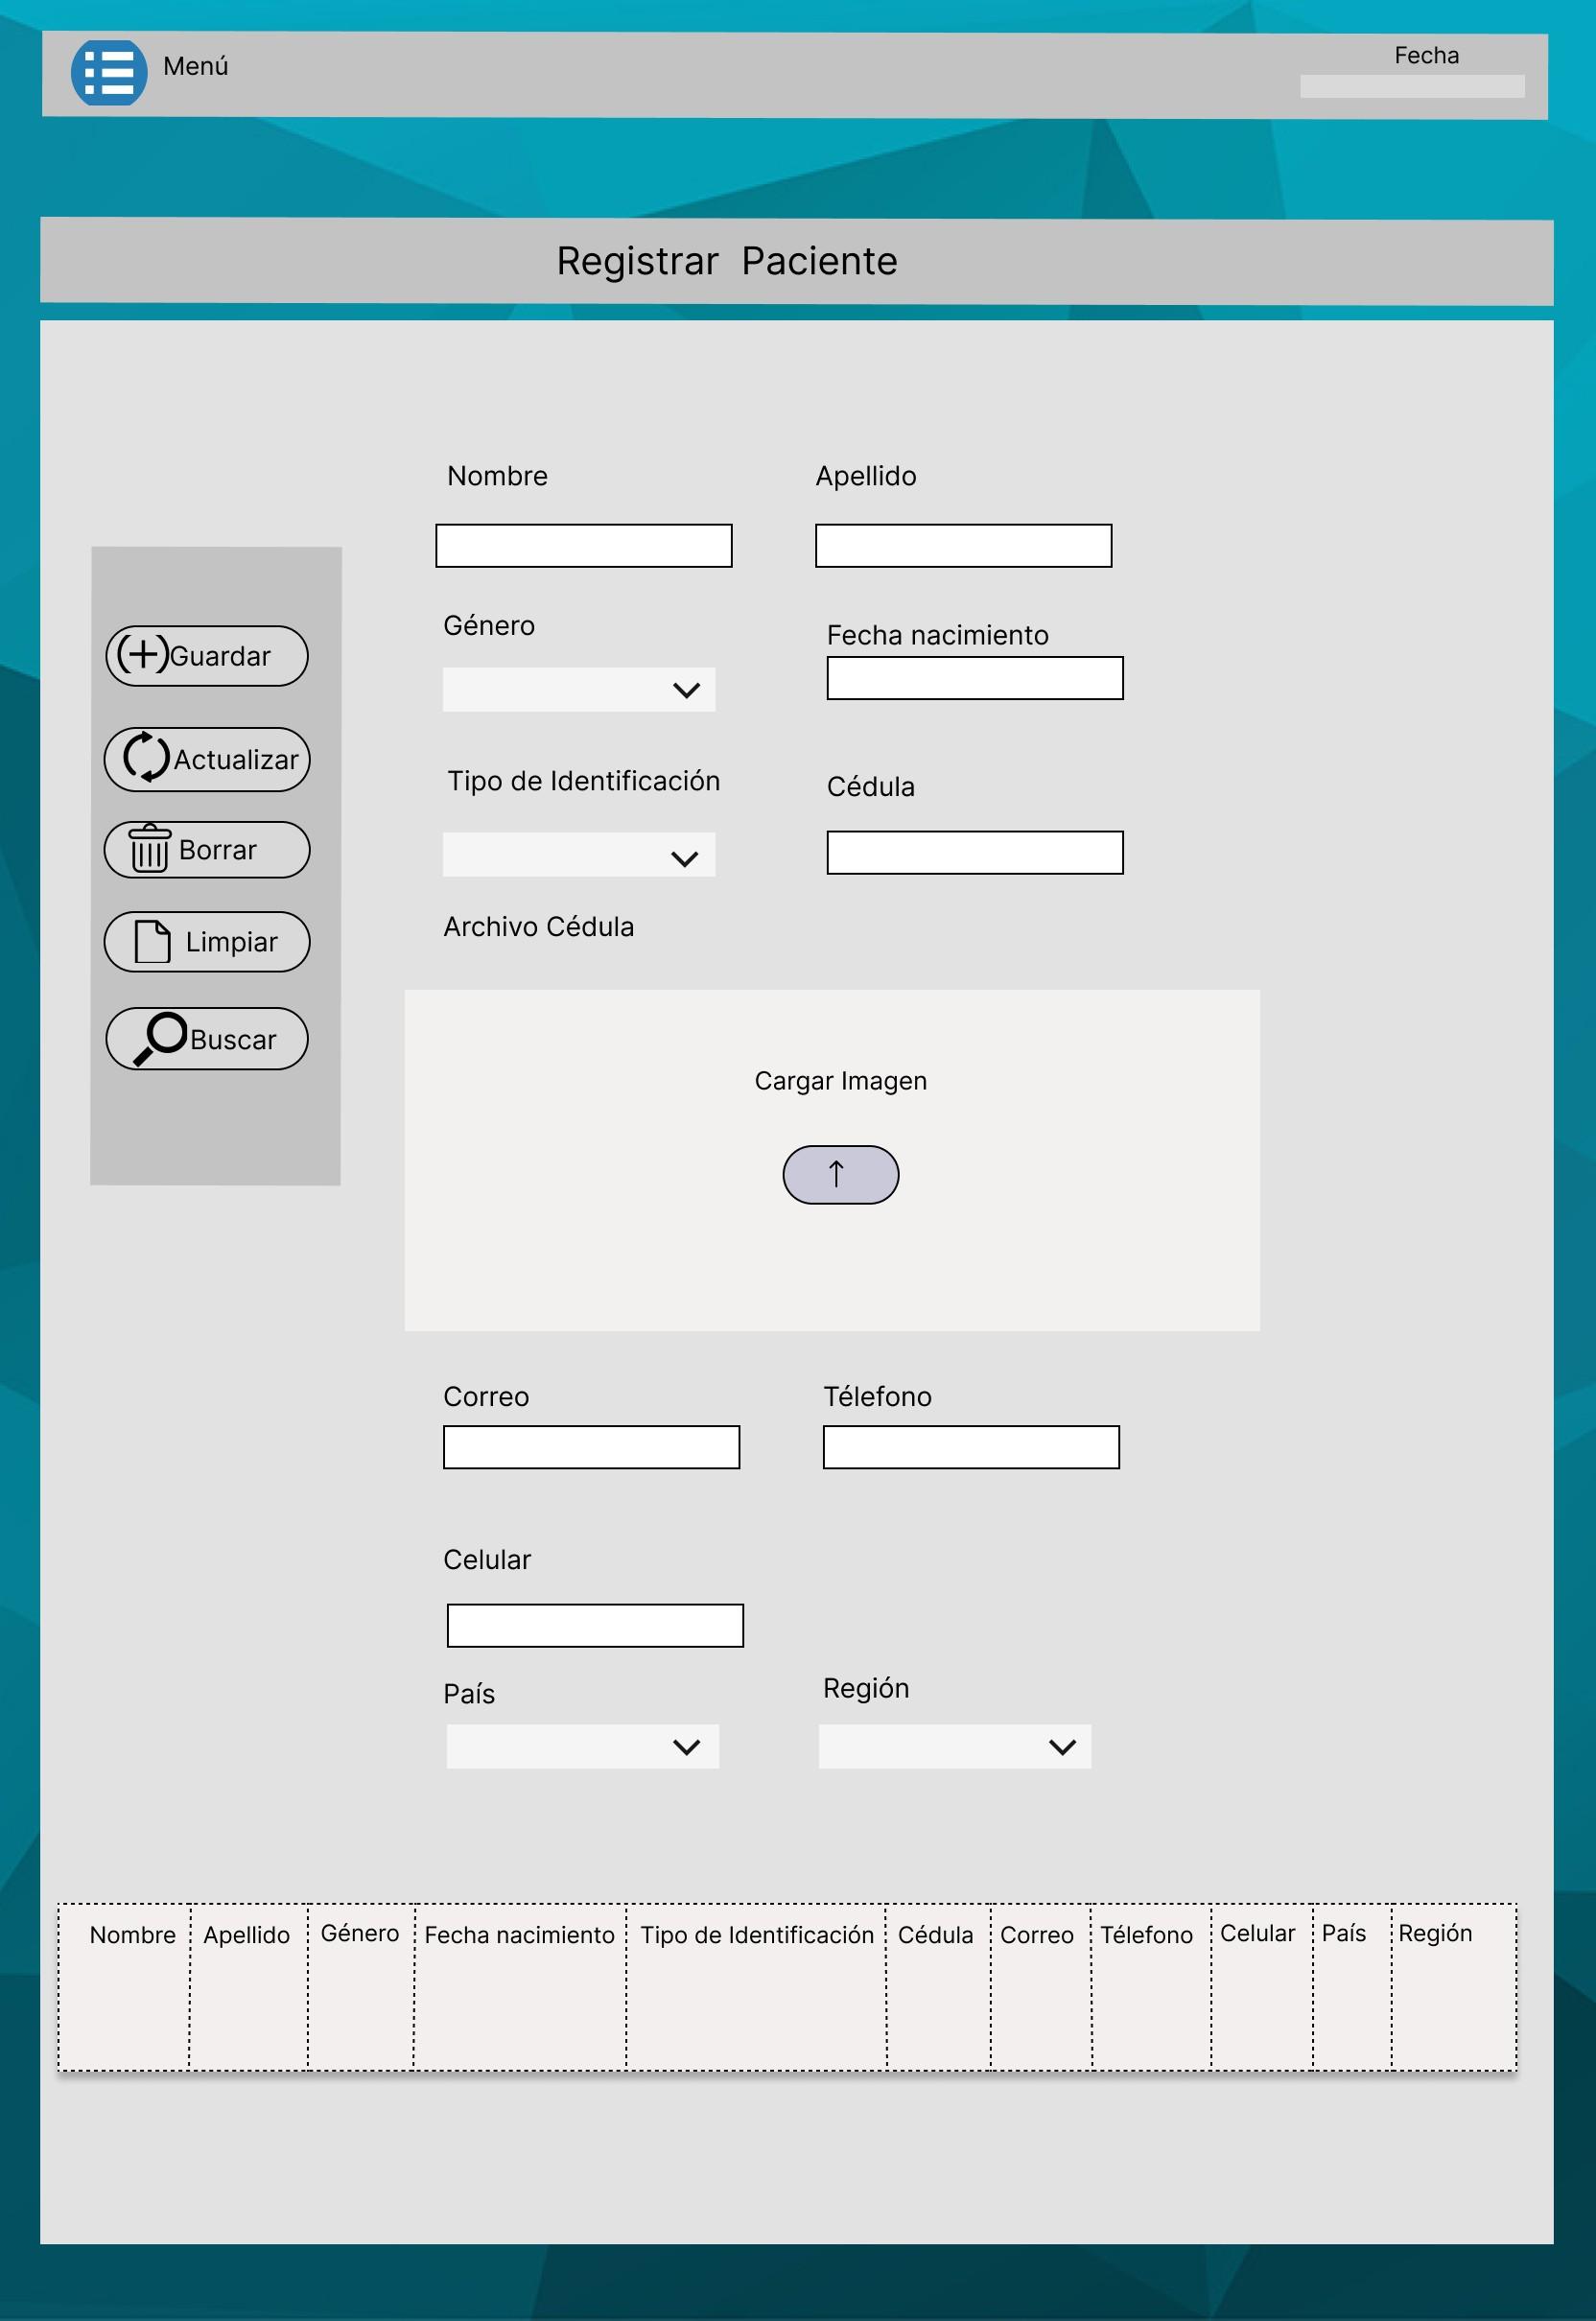 Menú
Fecha
Registrar Paciente
Nombre
Apellido
Género
Fecha nacimiento
Guardar
Actualizar
Borrar
Limpiar
Buscar
Tipo de Identificación
Cédula
Archivo Cédula
Cargar Imagen
↑
Correo
Télefono
Celular
País
Región
Nombre Apellido Género Fecha nacimiento Tipo de Identificación Cédula Correo Télefono Celular País Región